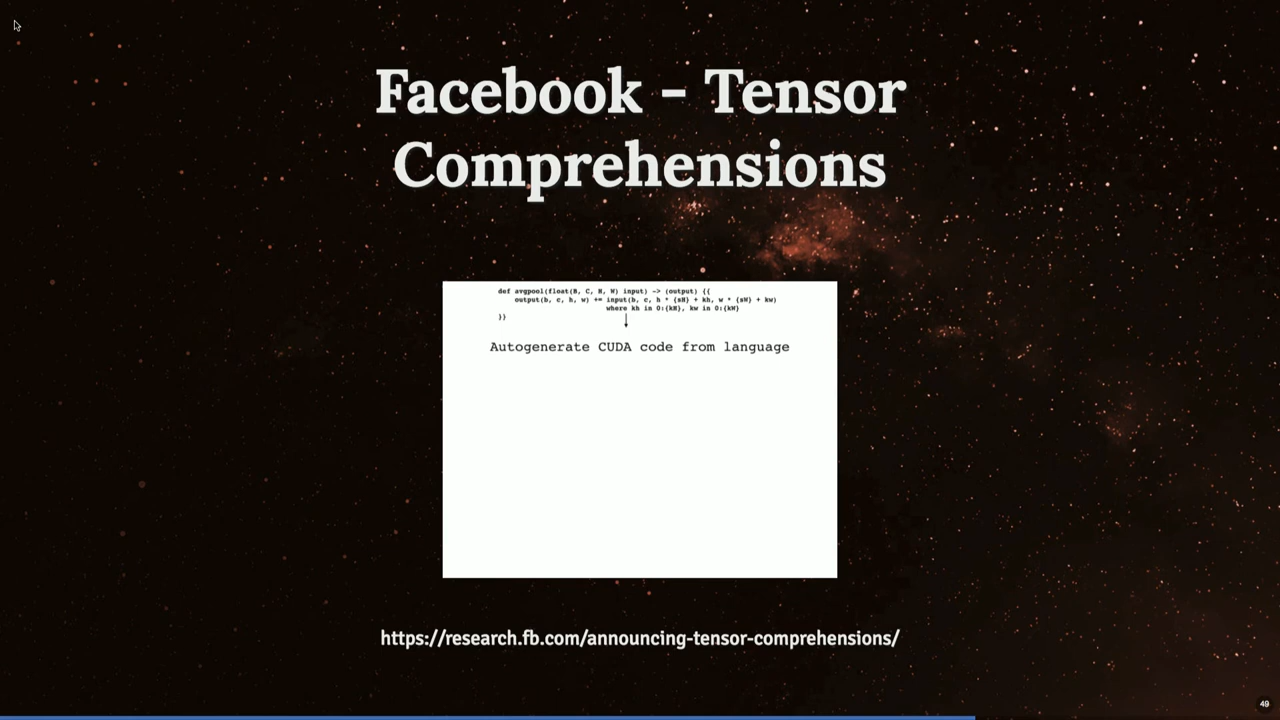 Facebook - Tensor
Comprehensions
def avgpool(float(B, C, H, W) input) -> (output) {{
output(b, c, h, w) += input(b, c, h * {sH} + kh, w * {sW} + kw)
where kh in 0:{kH}, kw in 0:{kW}
}}
Autogenerate CUDA code from language
https://research.fb.com/announcing-tensor-comprehensions/
49